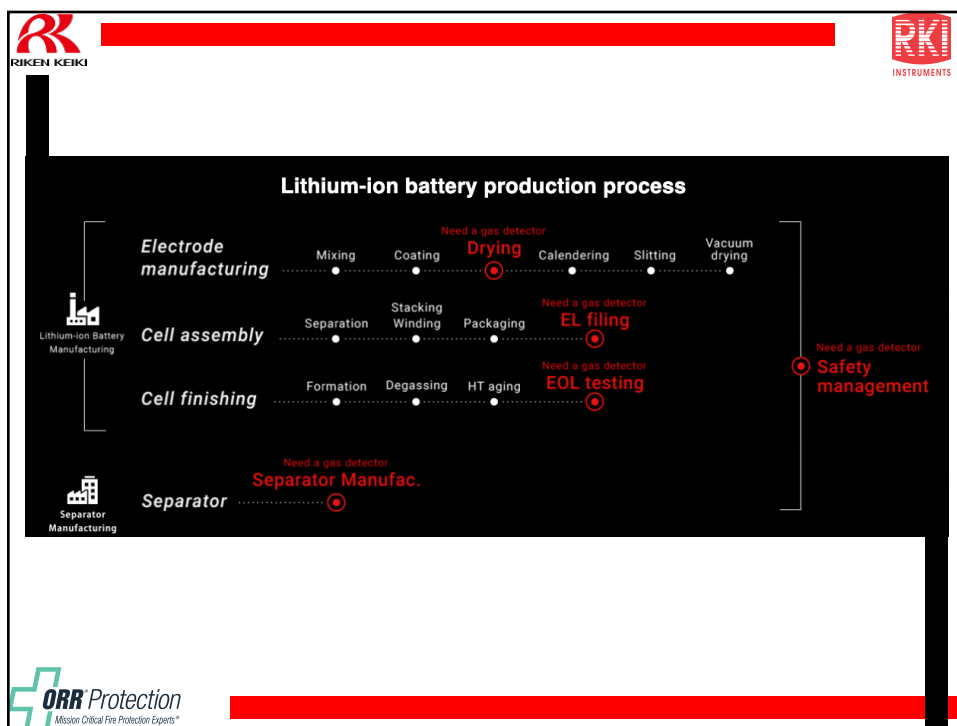 RIKEN KEIKI
RKI
INSTRUMENTS
Lithium-ion battery production process
Need a gas detector
Electrode
manufacturing
Mixing
Coating
Drying
Calendering
Slitting
Vacuum
drying
Lithium-ion Battery
Manufacturing
Cell assembly
Separation
Stacking
Winding
Packaging
Need a gas detector
EL filing
Need a gas detector
Safety
management
Cell finishing
Formation
Degassing
HT aging
Need a gas detector
EOL testing
Need a gas detector
Separator Manufac.
Separator
Separator
Manufacturing
ORR® Protection
Mission Critical Fire Protection Experts®